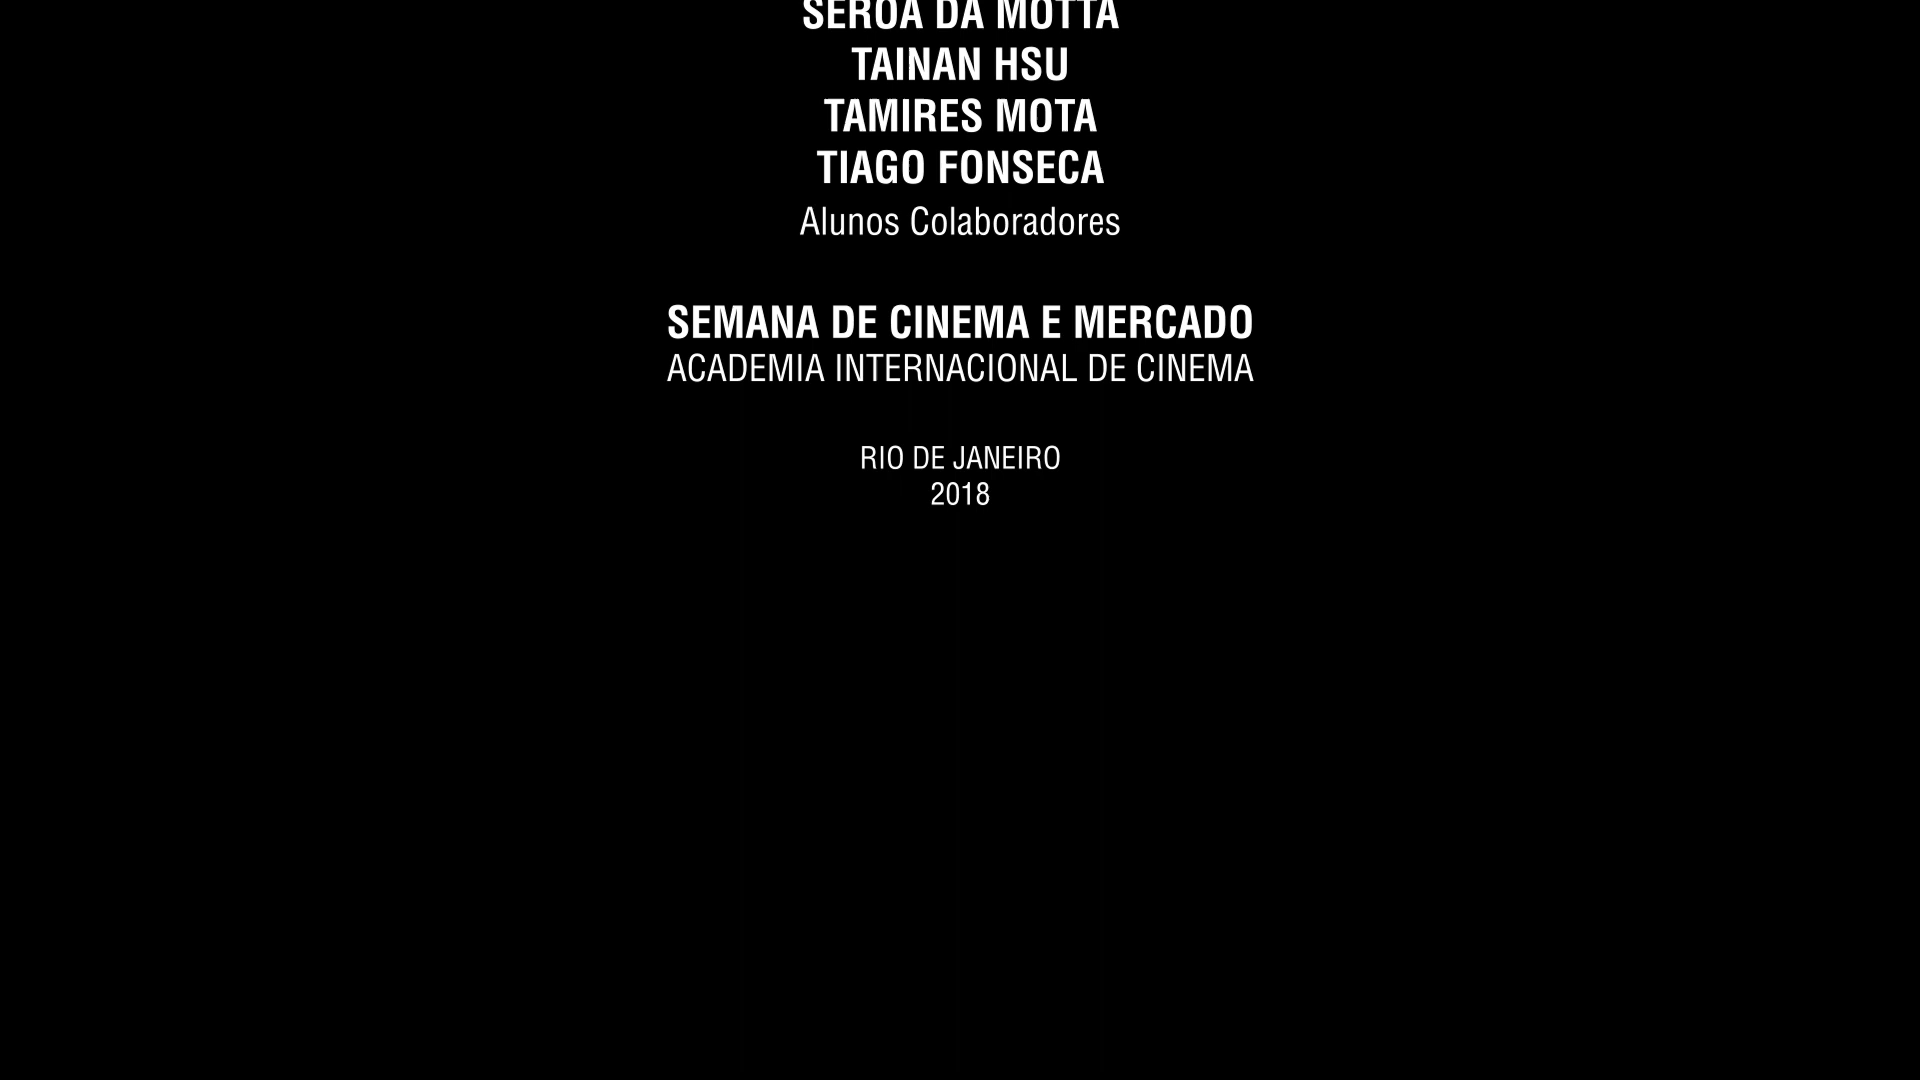 SEROA DA MOTTA
TAINAN HSU
TAMIRES MOTA
TIAGO FONSECA
Alunos Colaboradores
SEMANA DE CINEMA E MERCADO
ACADEMIA INTERNACIONAL DE CINEMA
RIO DE JANEIRO
2018